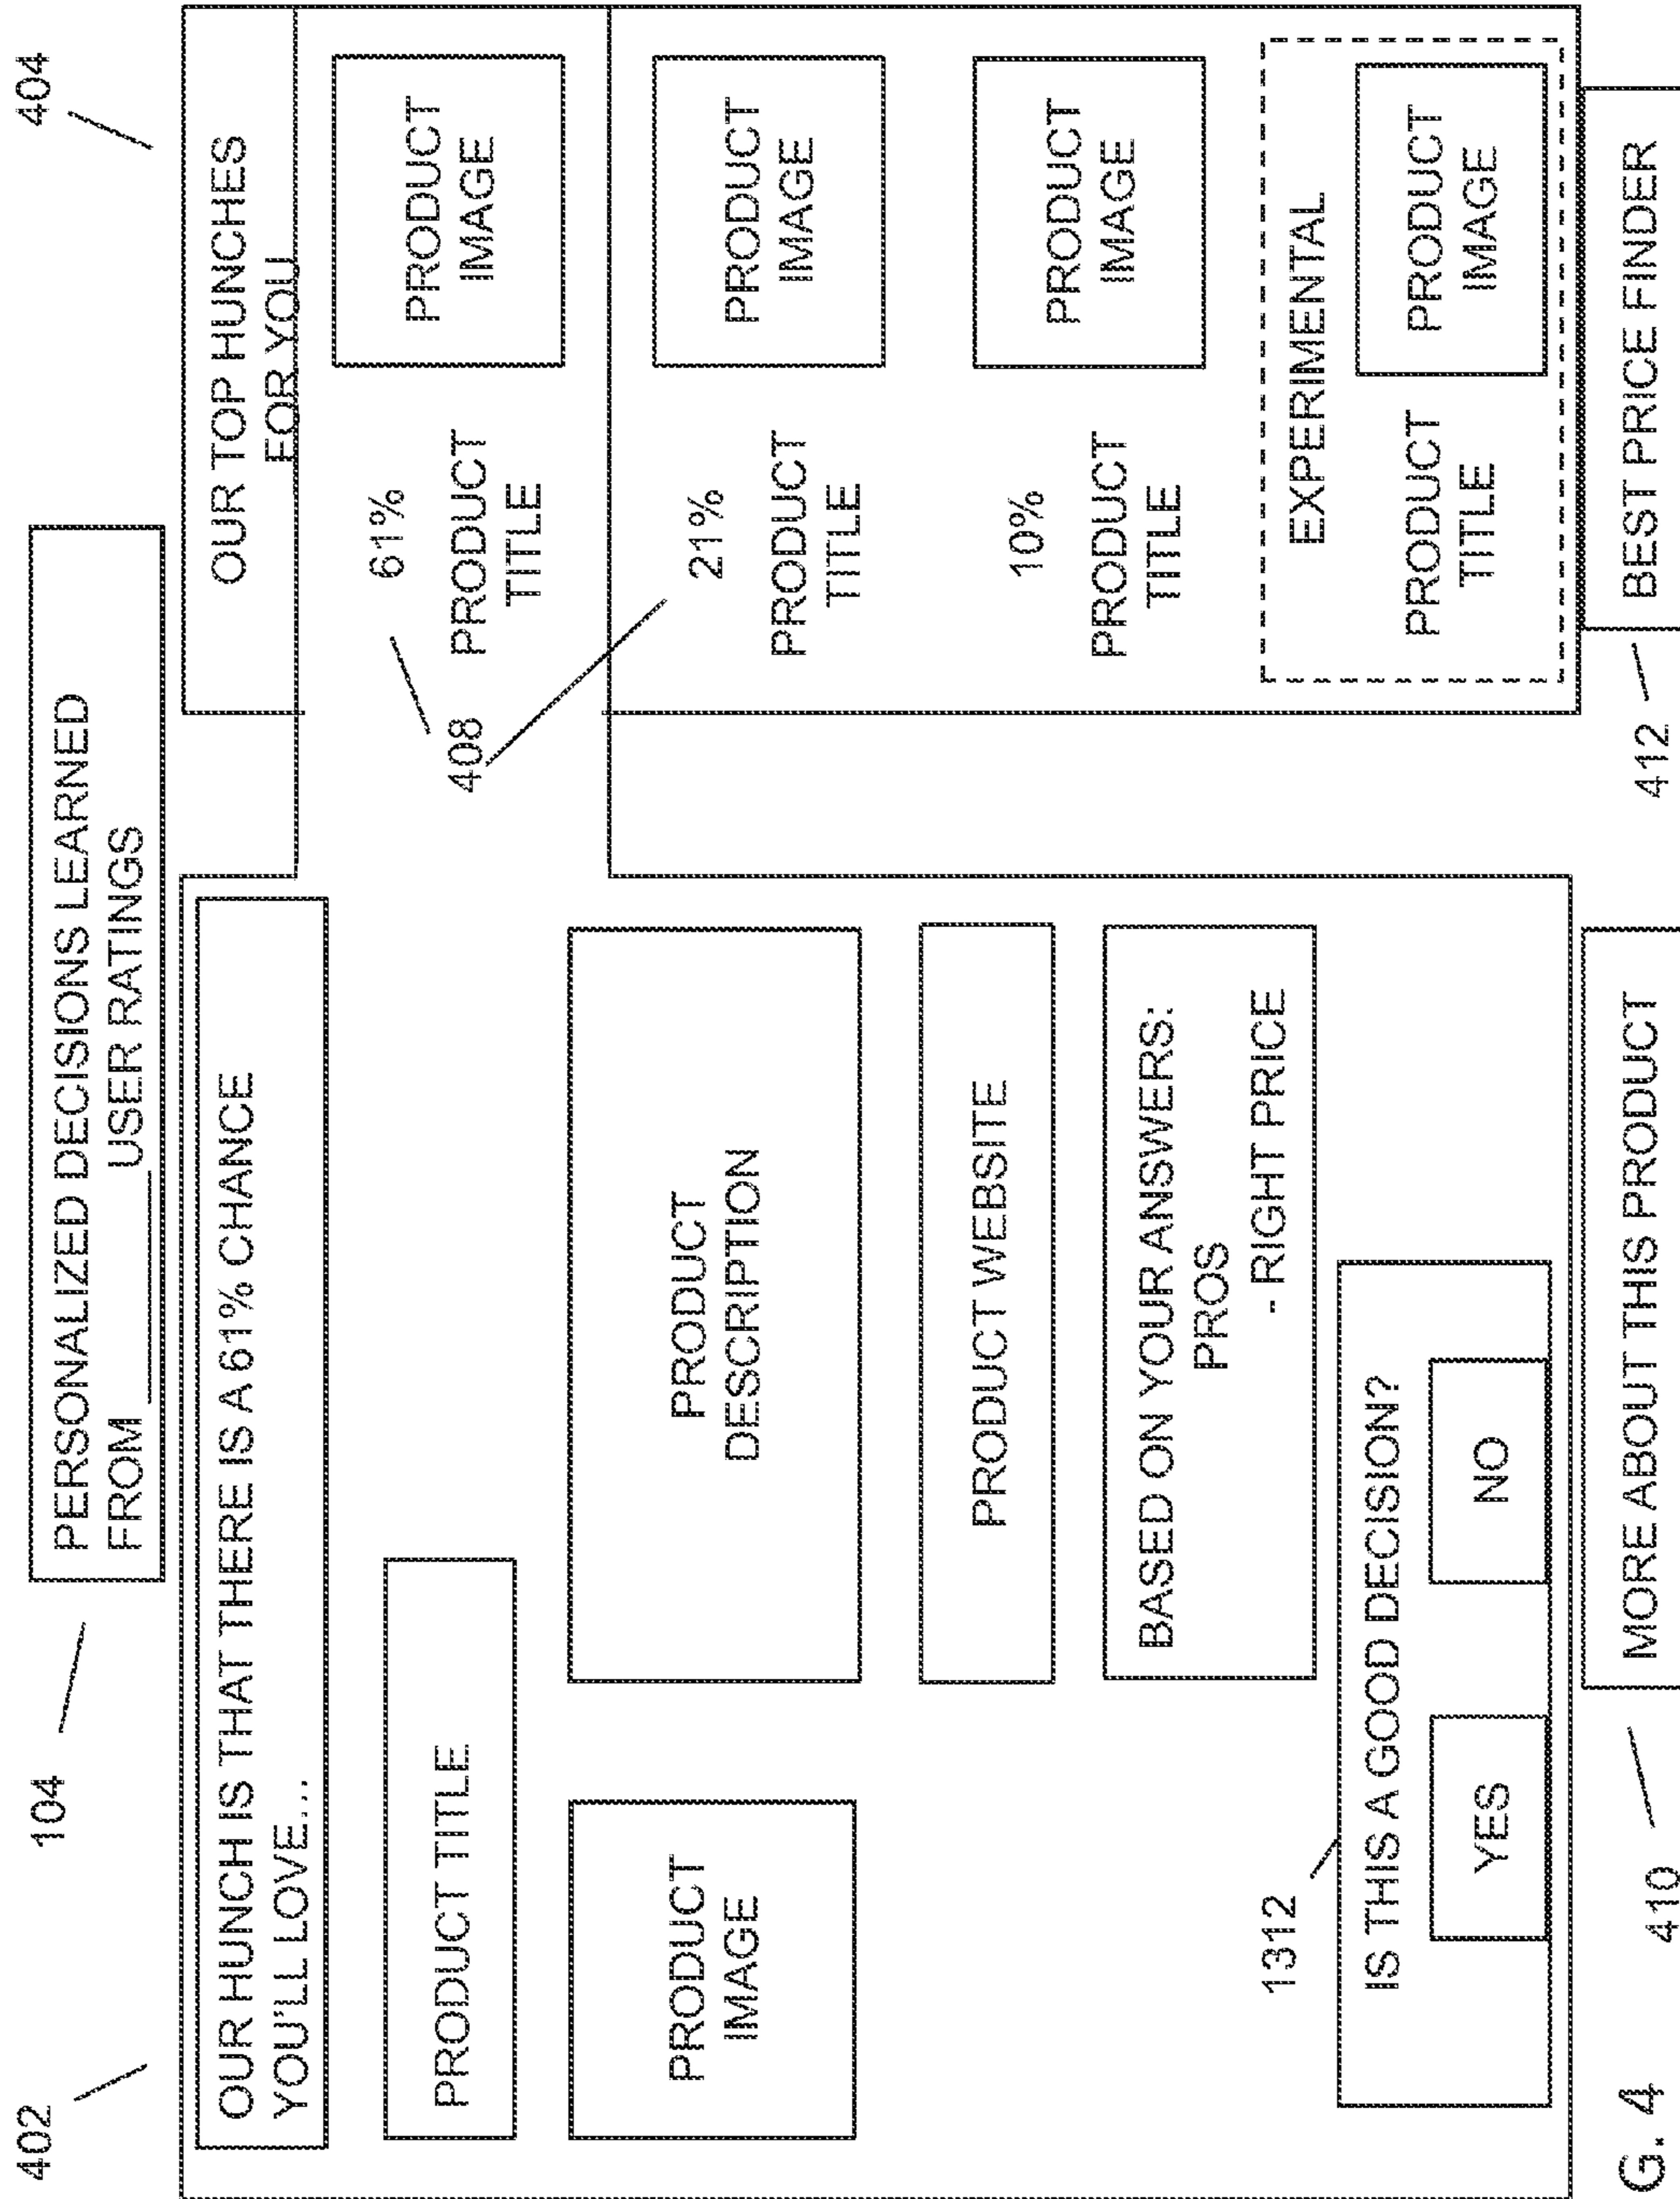 402
104
404
PERSONALIZED DECISIONS LEARNED
FROM ________ USER RATINGS
OUR HUNCH IS THAT THERE IS A 61% CHANCE
YOU'LL LOVE...
PRODUCT TITLE
PRODUCT
IMAGE
PRODUCT
DESCRIPTION
PRODUCT WEBSITE
BASED ON YOUR ANSWERS:
PROS
- RIGHT PRICE
1312
IS THIS A GOOD DECISION?
YES
NO
OUR TOP HUNCHES
FOR YOU
408
61%
PRODUCT
TITLE
PRODUCT
IMAGE
21%
PRODUCT
TITLE
PRODUCT
IMAGE
10%
PRODUCT
TITLE
PRODUCT
IMAGE
EXPERIMENTAL
PRODUCT
TITLE
PRODUCT
IMAGE
410
MORE ABOUT THIS PRODUCT
412
BEST PRICE FINDER
G. 4